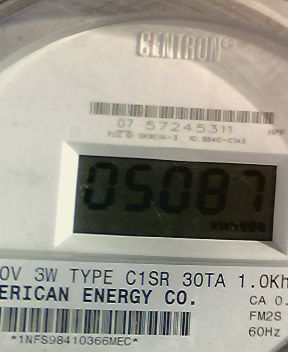 CENTRON®
07 57245311
05087
0V 3W TYPE C1SR 30TA 1.0Kh
ERICAN ENERGY CO.
CA 0.
FM2S
60Hz
*1NFS98410366MEC*